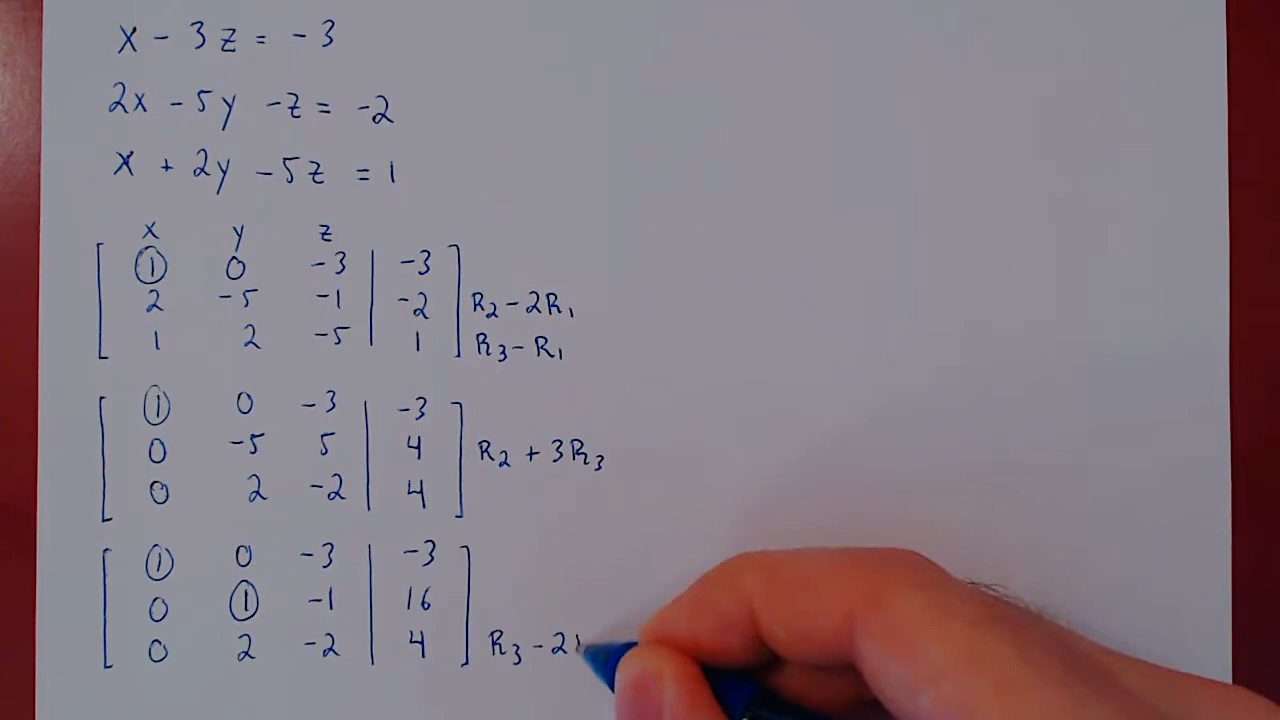 x - 3z = -3
2x - 5y - z = -2
x + 2y - 5z = 1
x y z
1 0 -3 | -3
2 -5 -1 | -2 R2 - 2R1
1 2 -5 | 1 R3 - R1
1 0 -3 | -3
0 -5 5 | 4 R2 + 3R3
0 2 -2 | 4
1 0 -3 | -3
0 1 -1 | 16
0 2 -2 | 4 R3 - 2